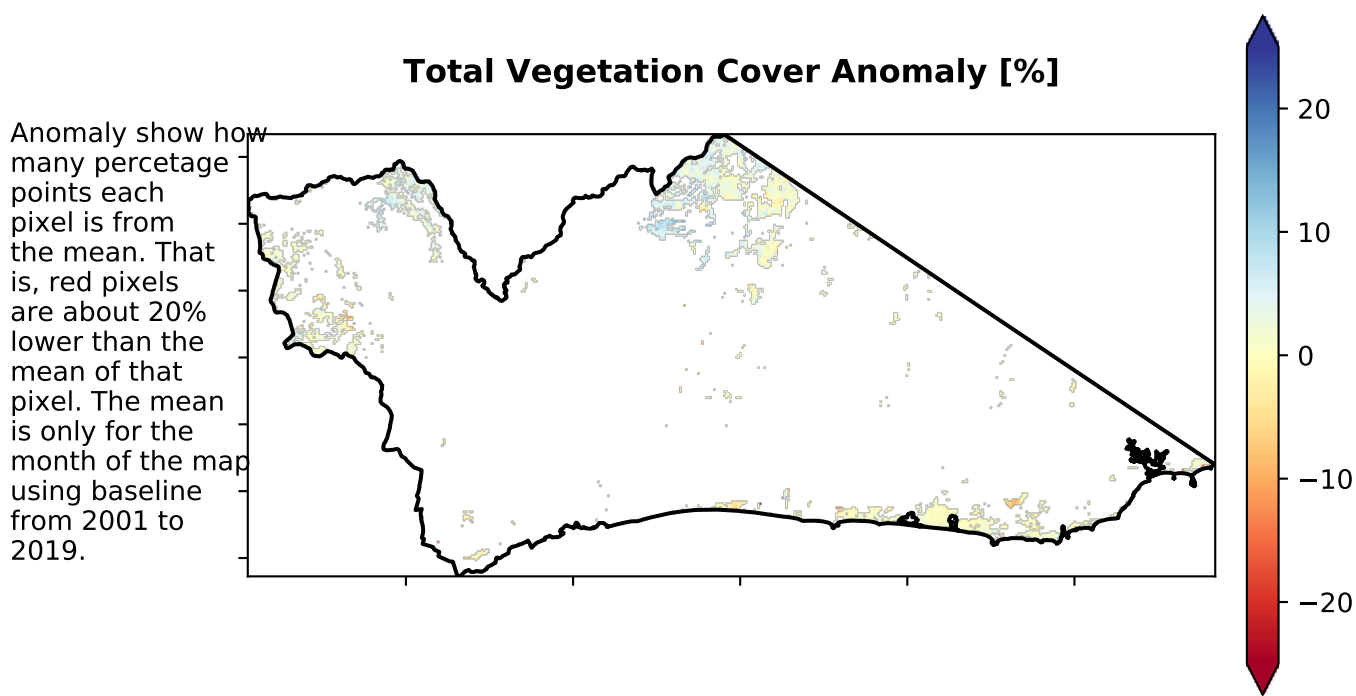 Total Vegetation Cover Anomaly [%]
Anomaly show how
many percetage
points each
pixel is from
the mean. That
is, red pixels
are about 20%
lower than the
mean of that
pixel. The mean
is only for the
month of the map
using baseline
from 2001 to
2019.
20
10
0
−10
−20